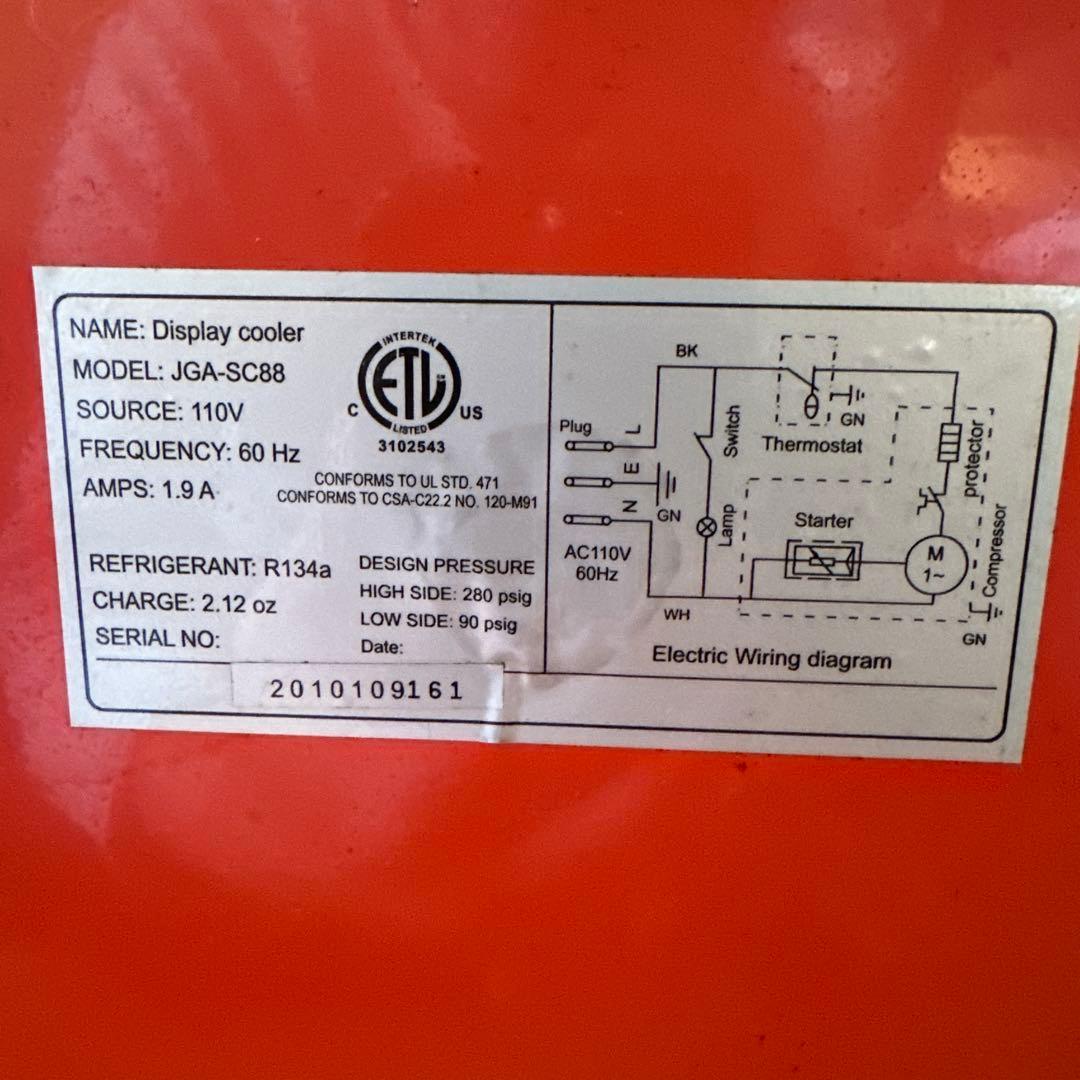 NAME: Display cooler
MODEL: JGA-SC88
SOURCE: 110V
FREQUENCY: 60 Hz
AMPS: 1.9 A
INTERTEK
ETL
C US
LISTED
3102543
CONFORMS TO UL STD. 471
CONFORMS TO CSA-C22.2 NO. 120-M91
REFRIGERANT: R134a
CHARGE: 2.12 oz
SERIAL NO:
DESIGN PRESSURE
HIGH SIDE: 280 psig
LOW SIDE: 90 psig
Date:
2010109161
BK
Plug
L
E
N
GN
AC110V
60Hz
Switch
Lamp
WH
Thermostat
GN
Starter
protector
M
1~
Compressor
GN
Electric Wiring diagram